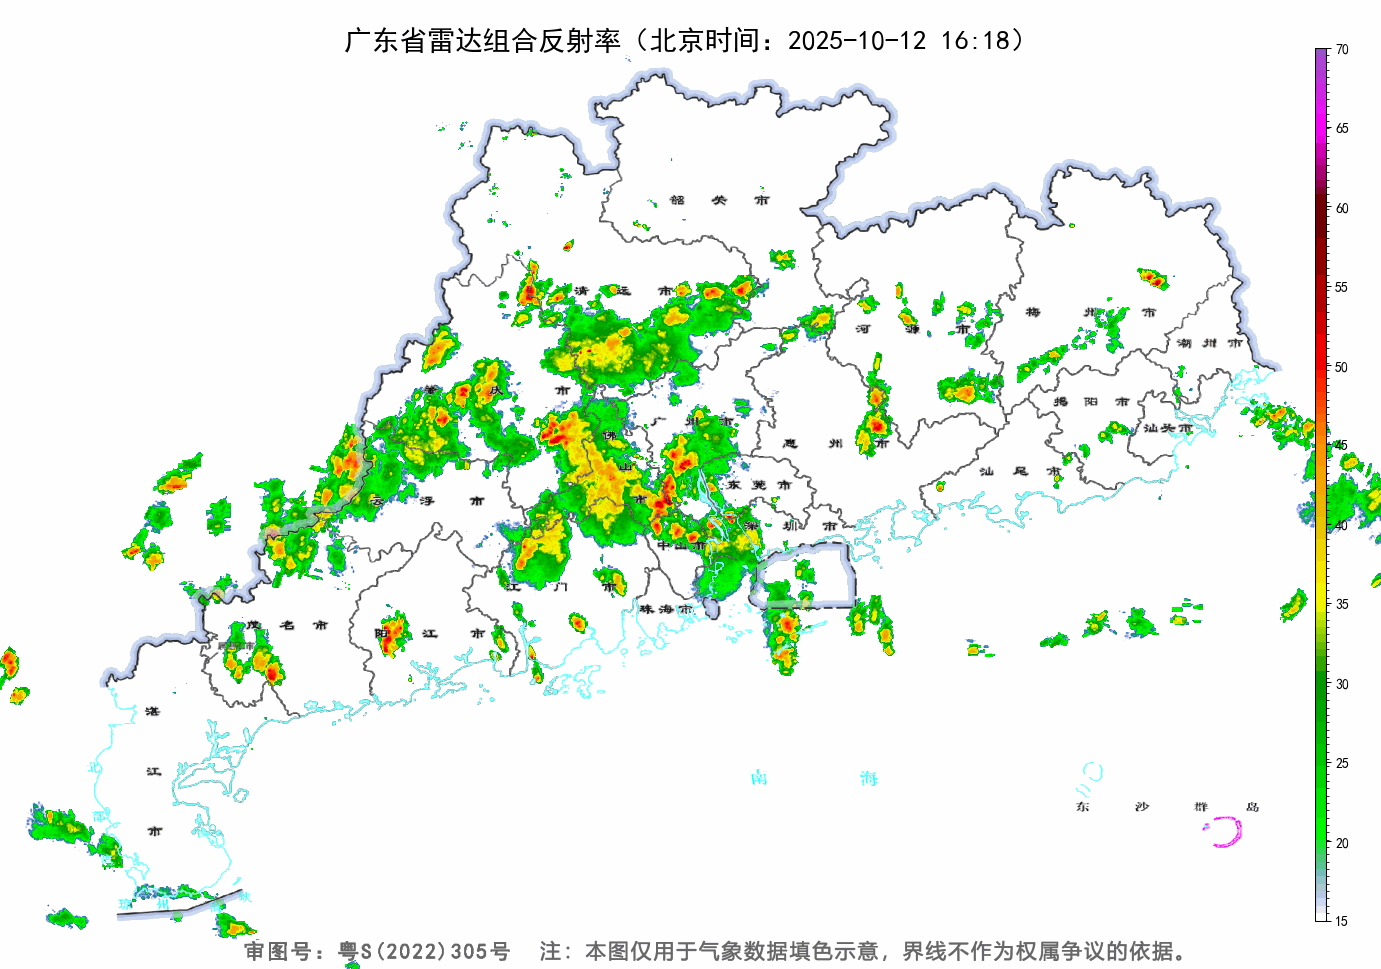 广东省雷达组合反射率（北京时间：2025-10-12 16:18）
70
65
60
55
50
45
40
35
30
25
20
15
韶 关 市
清 远 市
河 源 市
梅 州 市
潮 州 市
肇 庆 市
揭 阳 市
广 州 市
汕头市
佛 山 市
惠 州 市
汕 尾 市
东 莞 市
云 浮 市
深 圳 市
中山市
江 门 市
珠海市
茂 名 市
阳 江 市
湛 江 市
南 海
东 沙 群 岛
北 部 湾
琼 州 海 峡
审图号：粤S(2022)305号 注：本图仅用于气象数据填色示意，界线不作为权属争议的依据。